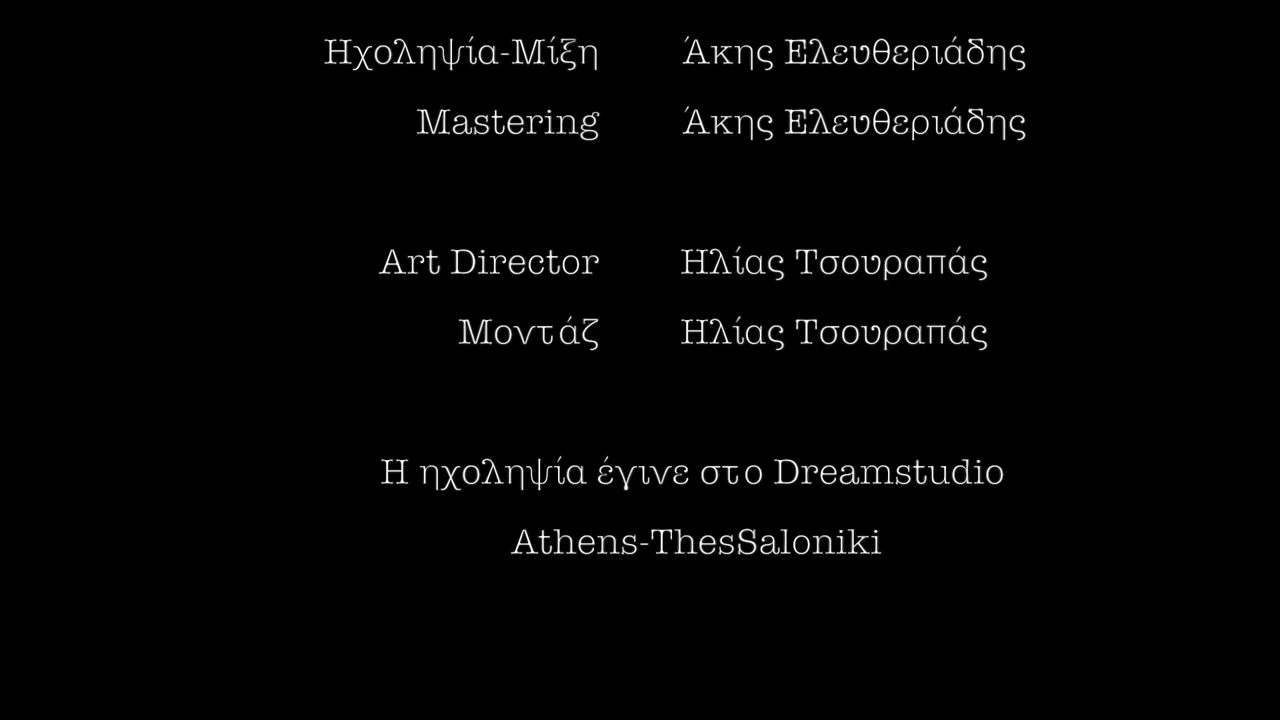 Ηχοληψία-Μίξη Άκης Ελευθεριάδης
Mastering Άκης Ελευθεριάδης
Art Director Ηλίας Τσουραπάς
Μοντάζ Ηλίας Τσουραπάς
Η ηχοληψία έγινε στο Dreamstudio
Athens-ThesSaloniki